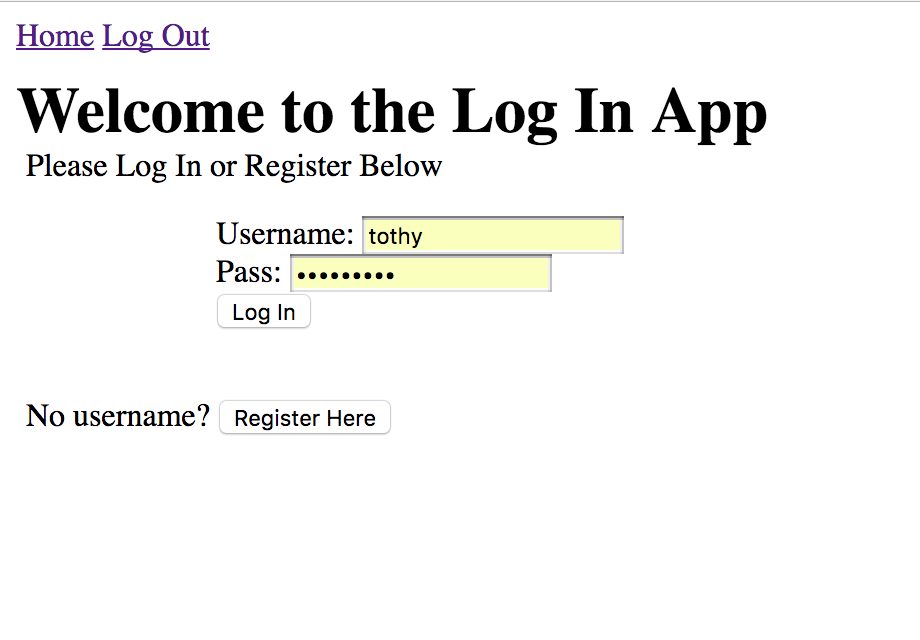 Home Log Out
Welcome to the Log In App
Please Log In or Register Below
Username: tothy
Pass: •••••••••
Log In
No username? Register Here